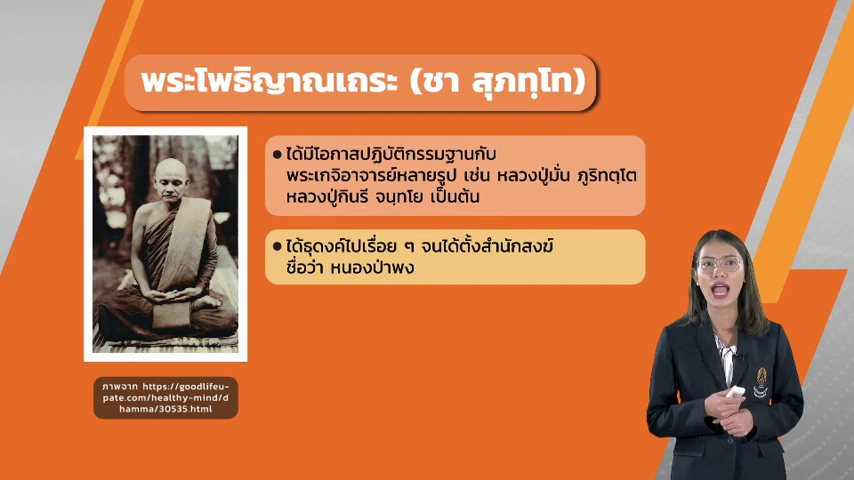 พระโพธิญาณเถระ (ชา สุภทฺโท)
ได้มีโอกาสปฏิบัติกรรมฐานกับ
พระเกจิอาจารย์หลายรูป เช่น หลวงปู่มั่น ภูริทตฺโต
หลวงปู่กินรี จนฺทโย เป็นต้น
ได้ธุดงค์ไปเรื่อย ๆ จนได้ตั้งสำนักสงฆ์
ชื่อว่า หนองป่าพง
ภาพจาก https://goodlifeu-
pate.com/healthy-mind/d
hamma/30535.html